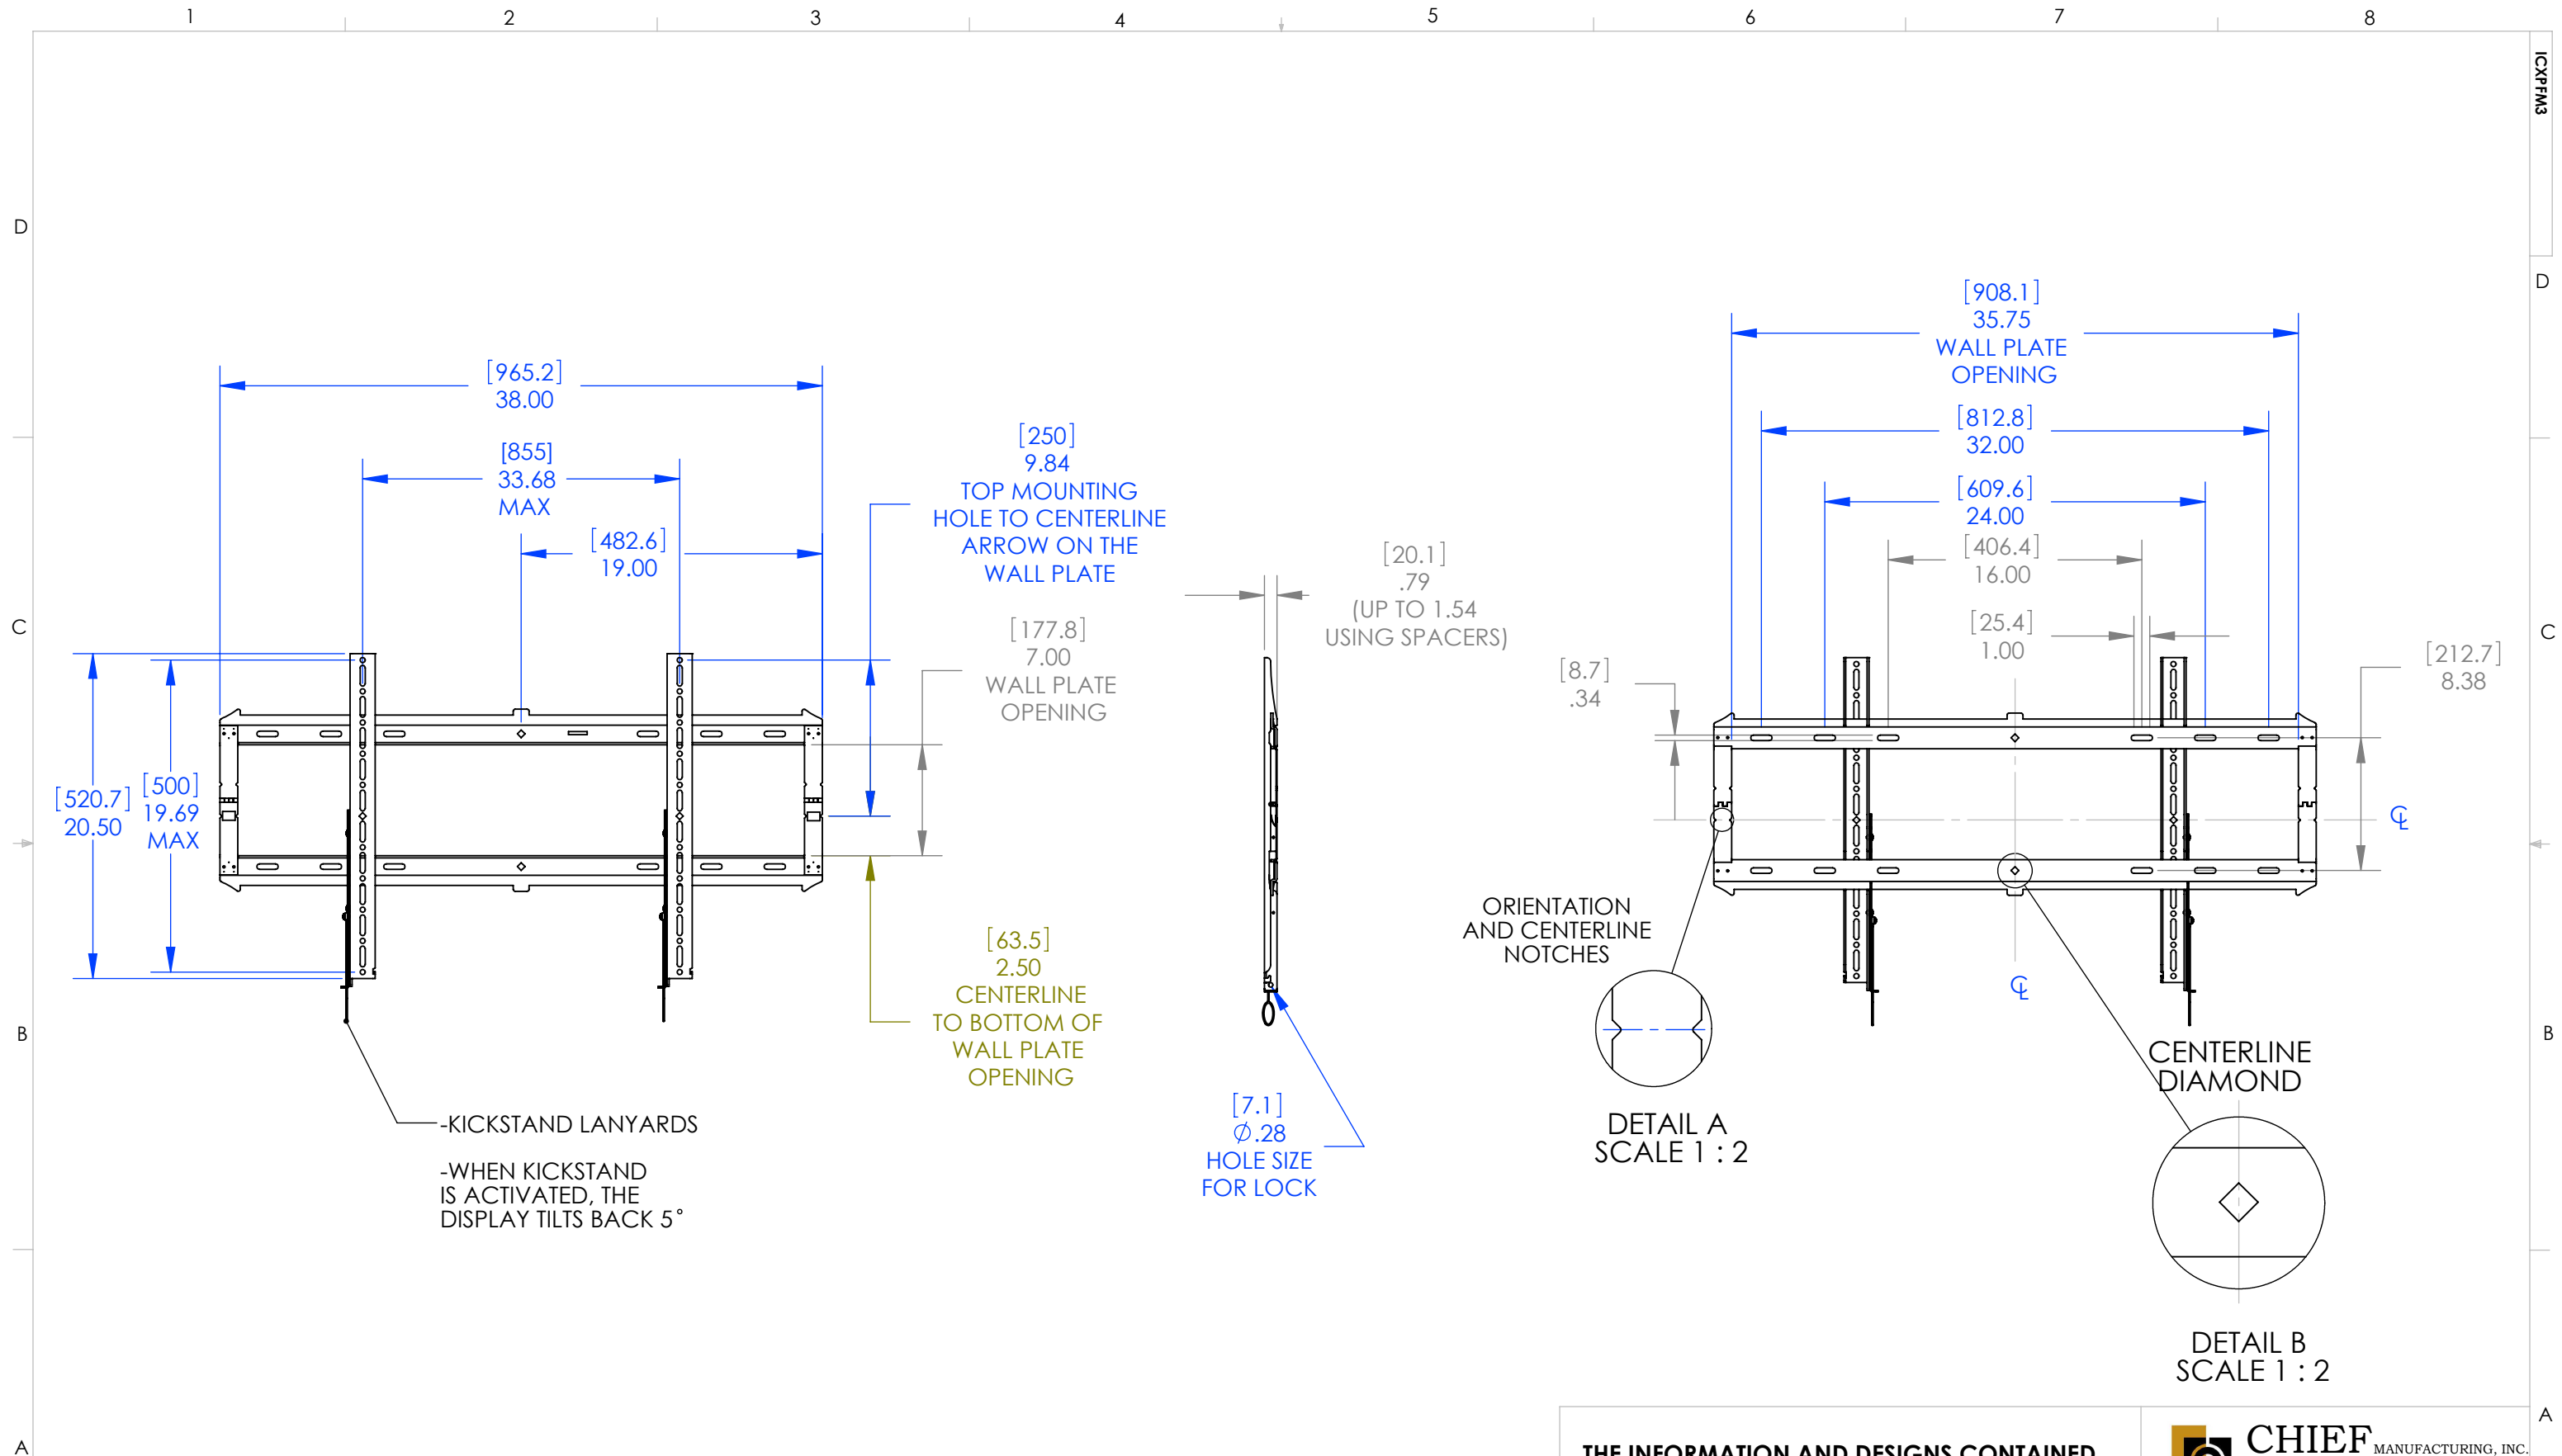 1
2
3
4
5
6
7
8
ICXPFM3
D
D
[908.1]
35.75
WALL PLATE
OPENING
[965.2]
38.00
[812.8]
32.00
[855]
33.68
MAX
[250]
9.84
TOP MOUNTING
HOLE TO CENTERLINE
ARROW ON THE
WALL PLATE
[609.6]
24.00
[482.6]
19.00
[406.4]
16.00
[20.1]
.79
(UP TO 1.54
USING SPACERS)
C
C
[177.8]
7.00
WALL PLATE
OPENING
[25.4]
1.00
[8.7]
.34
[212.7]
8.38
[520.7]
20.50
[500]
19.69
MAX
℄
ORIENTATION
AND CENTERLINE
NOTCHES
[63.5]
2.50
CENTERLINE
TO BOTTOM OF
WALL PLATE
OPENING
℄
B
B
CENTERLINE
DIAMOND
-KICKSTAND LANYARDS
-WHEN KICKSTAND
IS ACTIVATED, THE
DISPLAY TILTS BACK 5°
[7.1]
∅.28
HOLE SIZE
FOR LOCK
DETAIL A
SCALE 1 : 2
DETAIL B
SCALE 1 : 2
A
A
THE INFORMATION AND DESIGNS CONTAINED
CHIEF MANUFACTURING, INC.